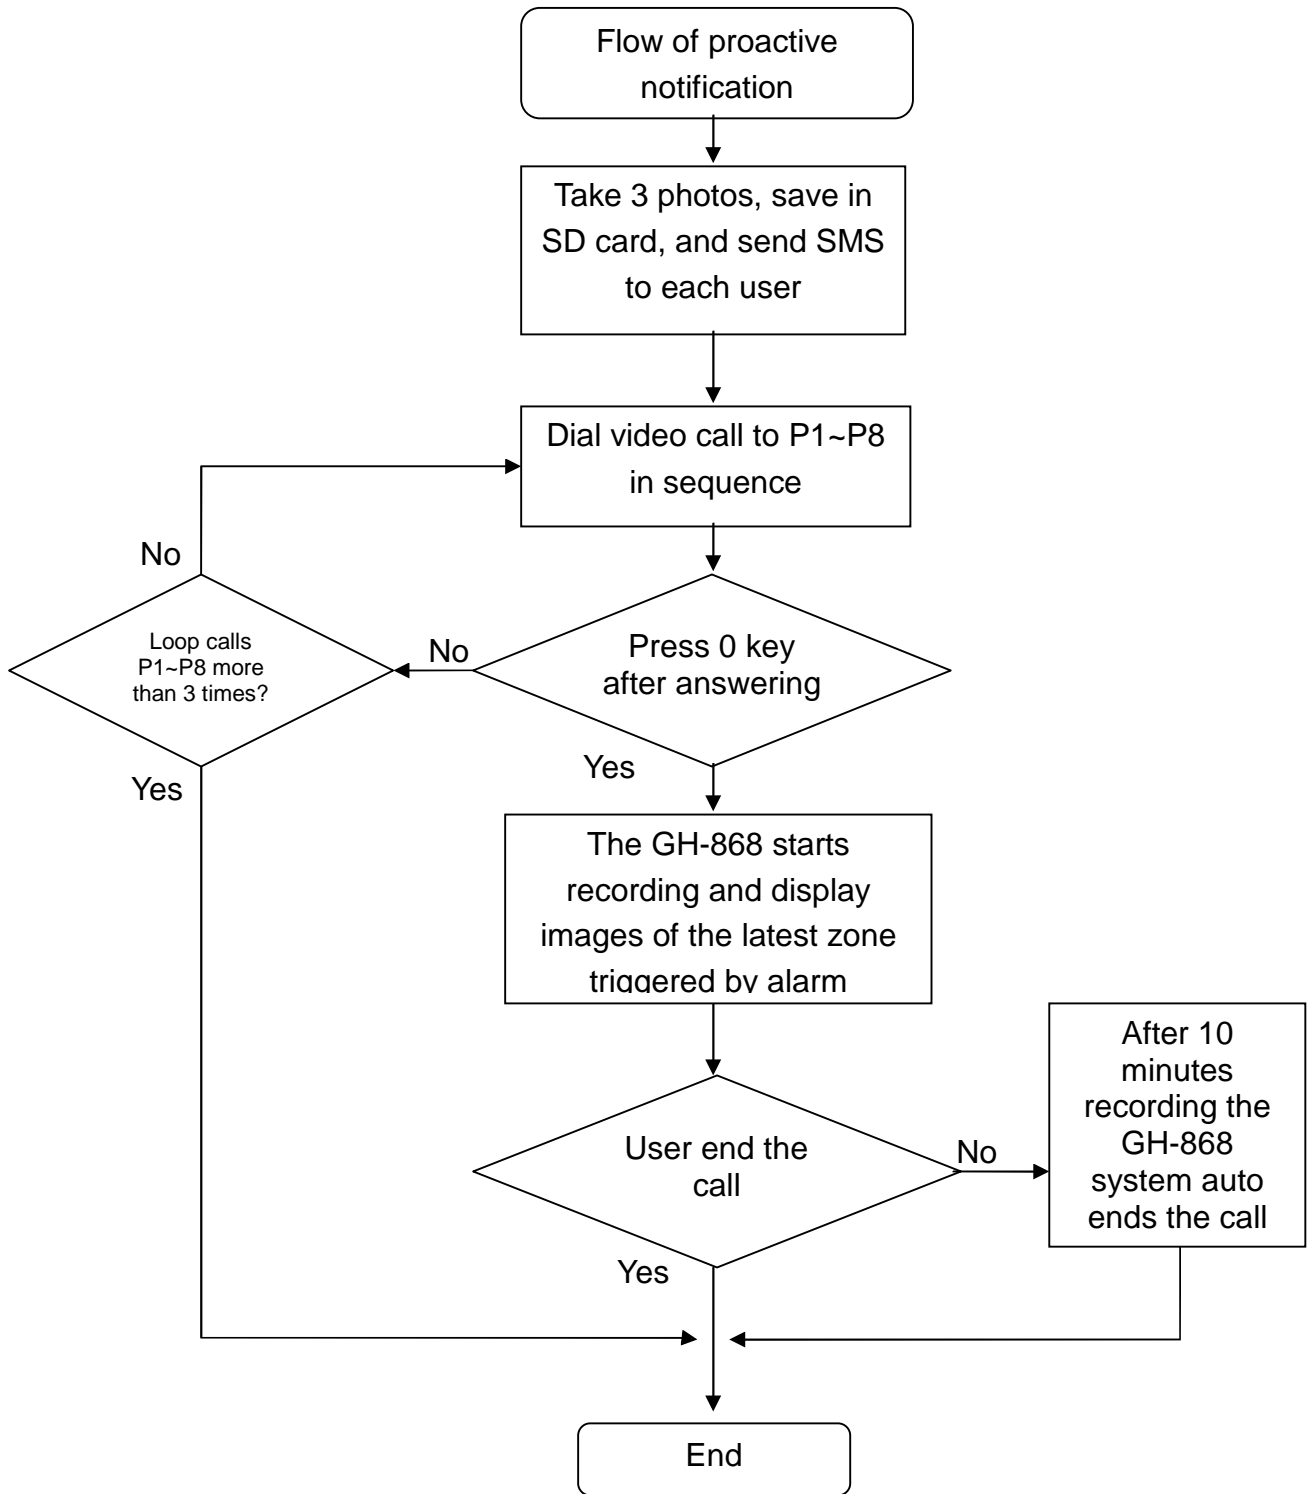 Flow of proactive
notification
Take 3 photos, save in
SD card, and send SMS
to each user
Dial video call to P1~P8
in sequence
No
Loop calls
P1~P8 more
than 3 times?
No
Press 0 key
after answering
Yes
Yes
The GH-868 starts
recording and display
images of the latest zone
triggered by alarm
After 10
minutes
recording the
GH-868
system auto
ends the call
User end the
call
No
Yes
End